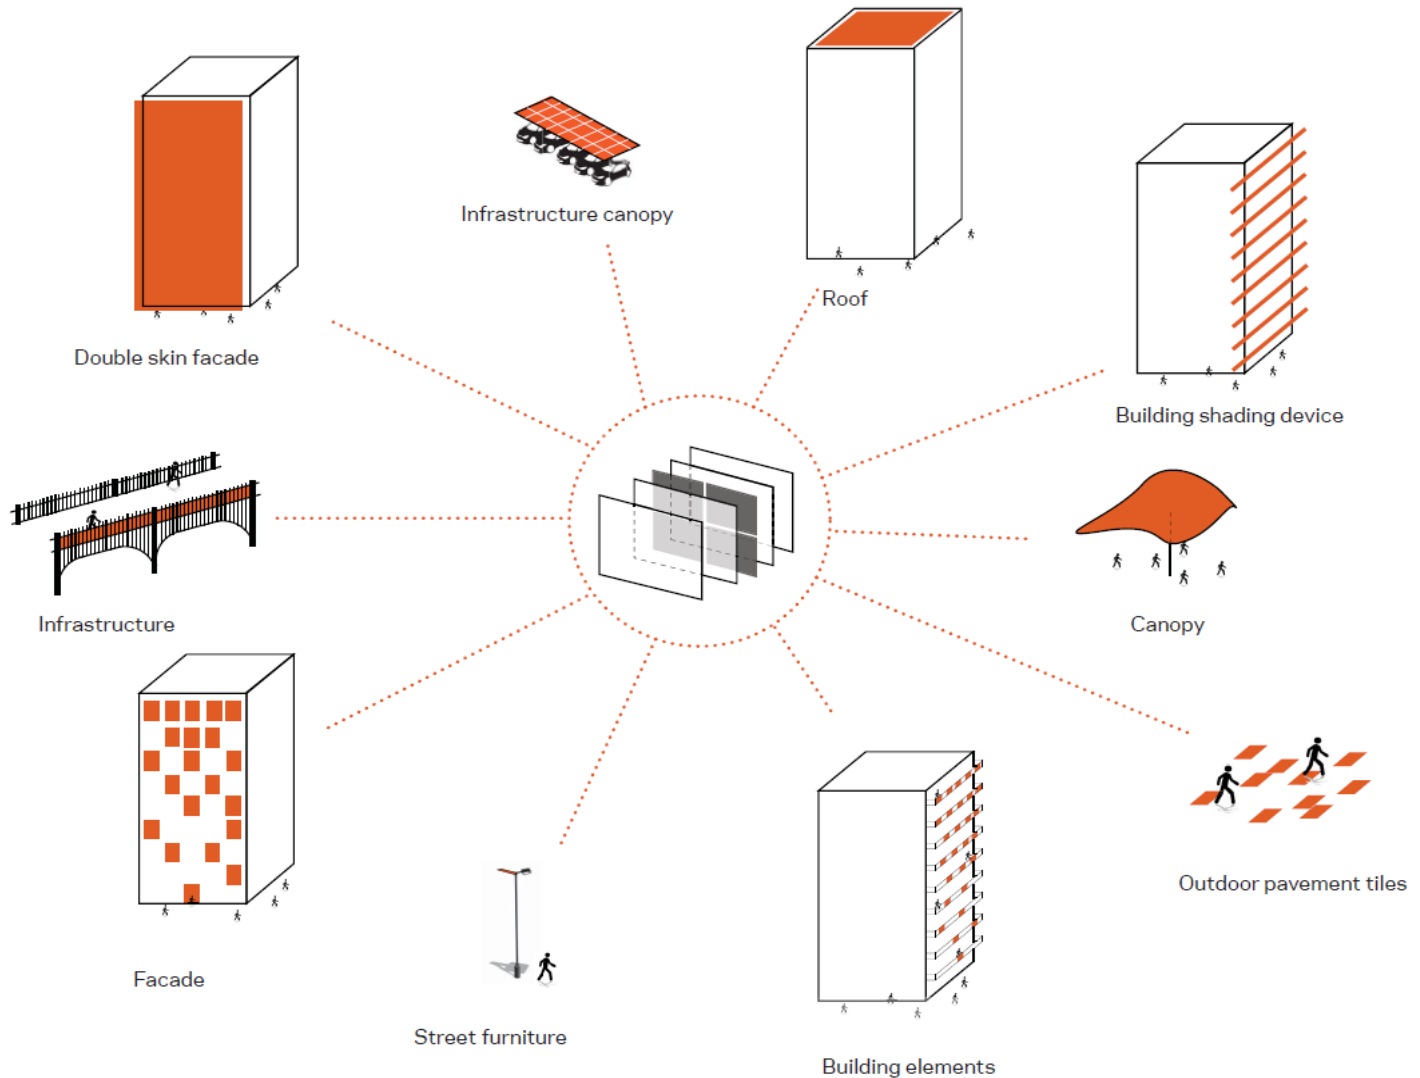 Infrastructure canopy
Roof
Double skin facade
Building shading device
Infrastructure
Canopy
Outdoor pavement tiles
Facade
Street furniture
Building elements